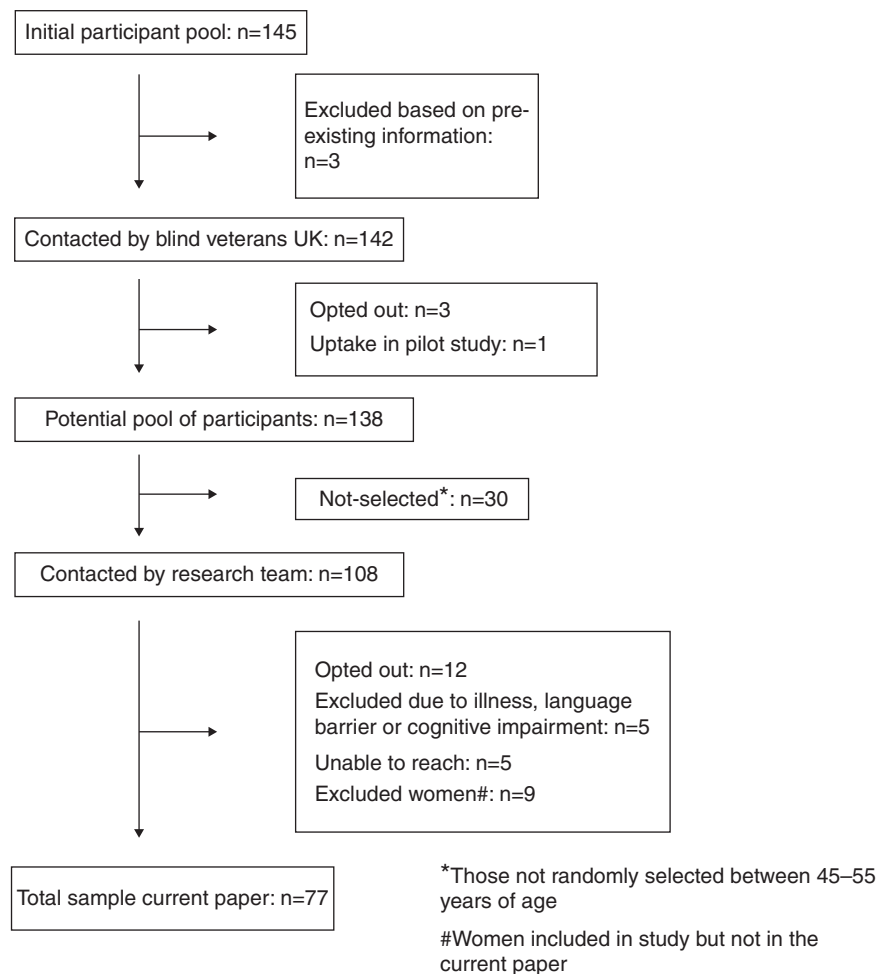 Initial participant pool: n=145
Excluded based on pre-
existing information:
n=3
Contacted by blind veterans UK: n=142
Opted out: n=3
Uptake in pilot study: n=1
Potential pool of participants: n=138
Not-selected*: n=30
Contacted by research team: n=108
Opted out: n=12
Excluded due to illness, language
barrier or cognitive impairment: n=5
Unable to reach: n=5
Excluded women#: n=9
Total sample current paper: n=77
*Those not randomly selected between 45–55
years of age
#Women included in study but not in the
current paper